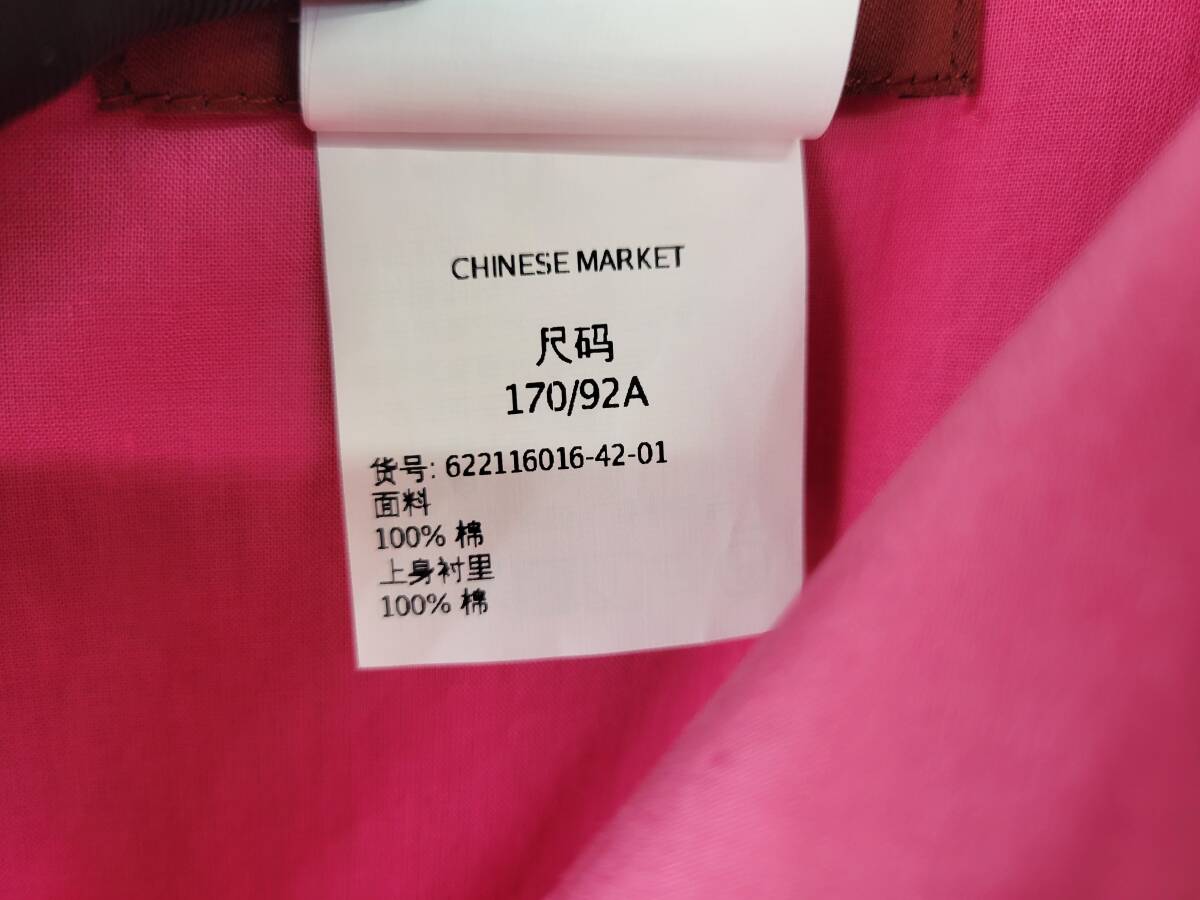 CHINESE MARKET
尺码
170/92A
货号: 622116016-42-01
面料
100% 棉
上身衬里
100% 棉